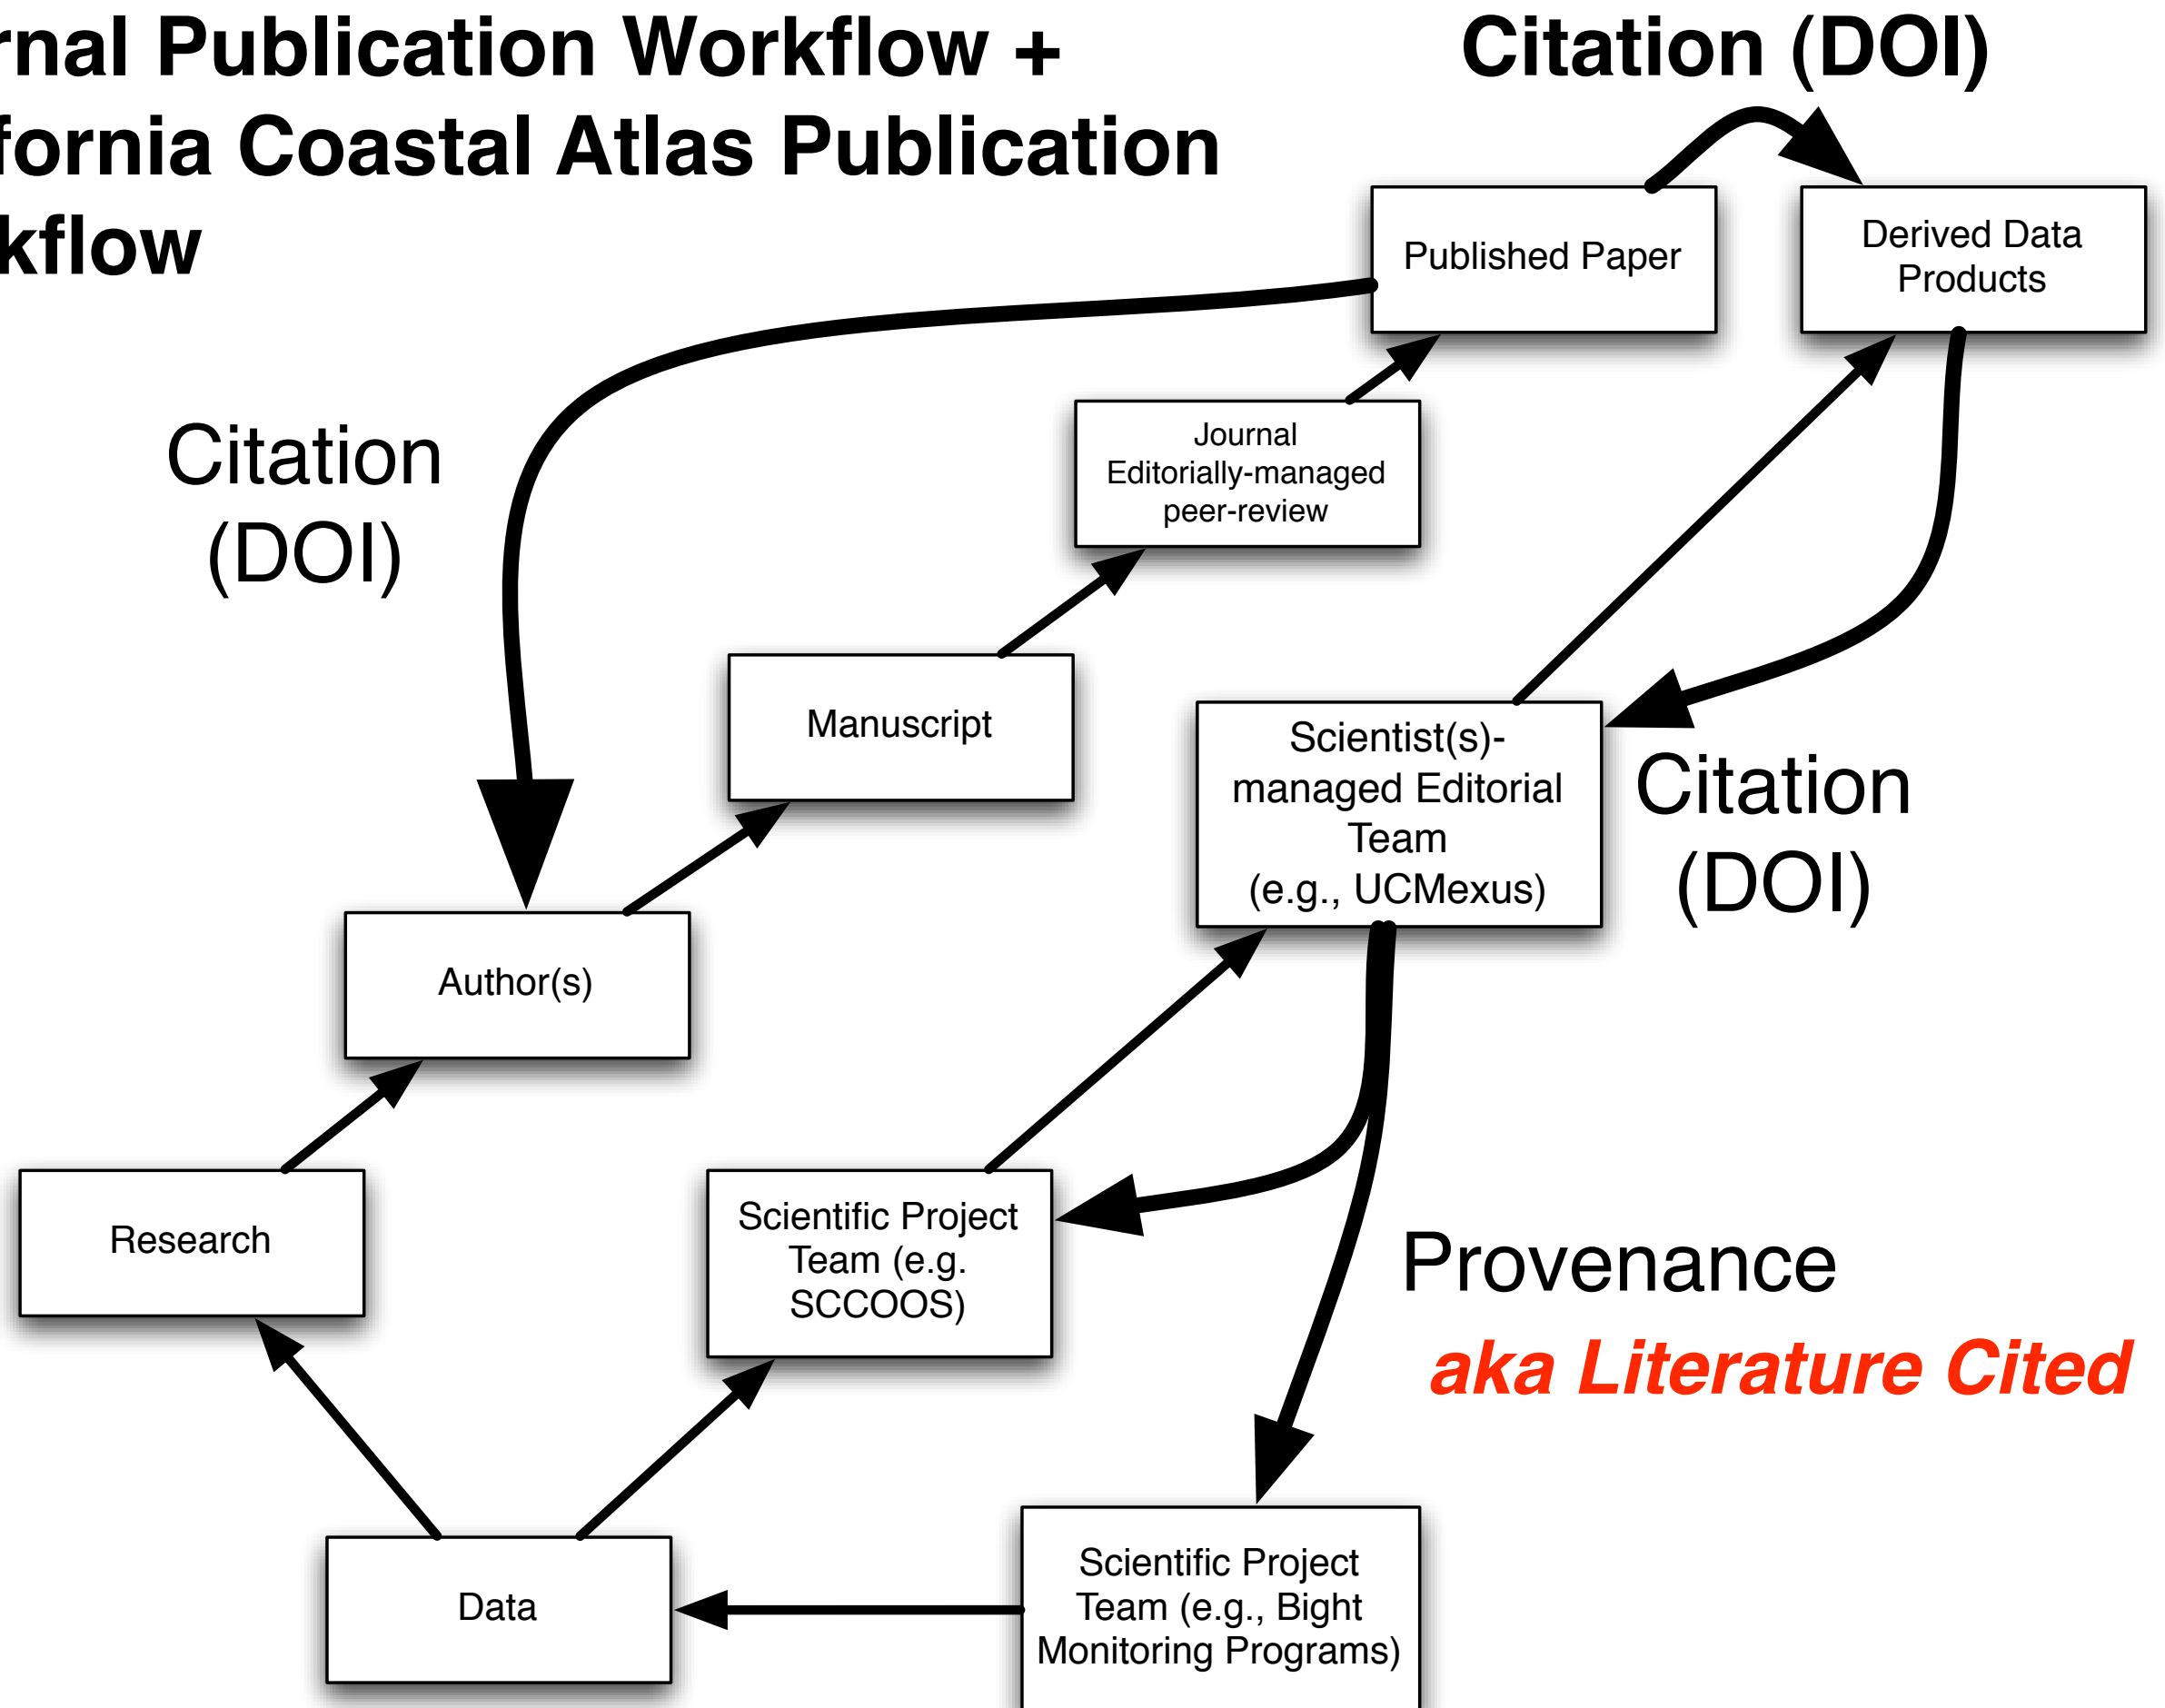 rnal Publication Workflow +
fornia Coastal Atlas Publication
kflow
Citation (DOI)
Published Paper
Derived Data
Products
Citation
(DOI)
Journal
Editorially-managed
peer-review
Manuscript
Scientist(s)-
managed Editorial
Team
(e.g., UCMexus)
Citation
(DOI)
Author(s)
Research
Scientific Project
Team (e.g.
SCCOOS)
Provenance
aka Literature Cited
Data
Scientific Project
Team (e.g., Bight
Monitoring Programs)